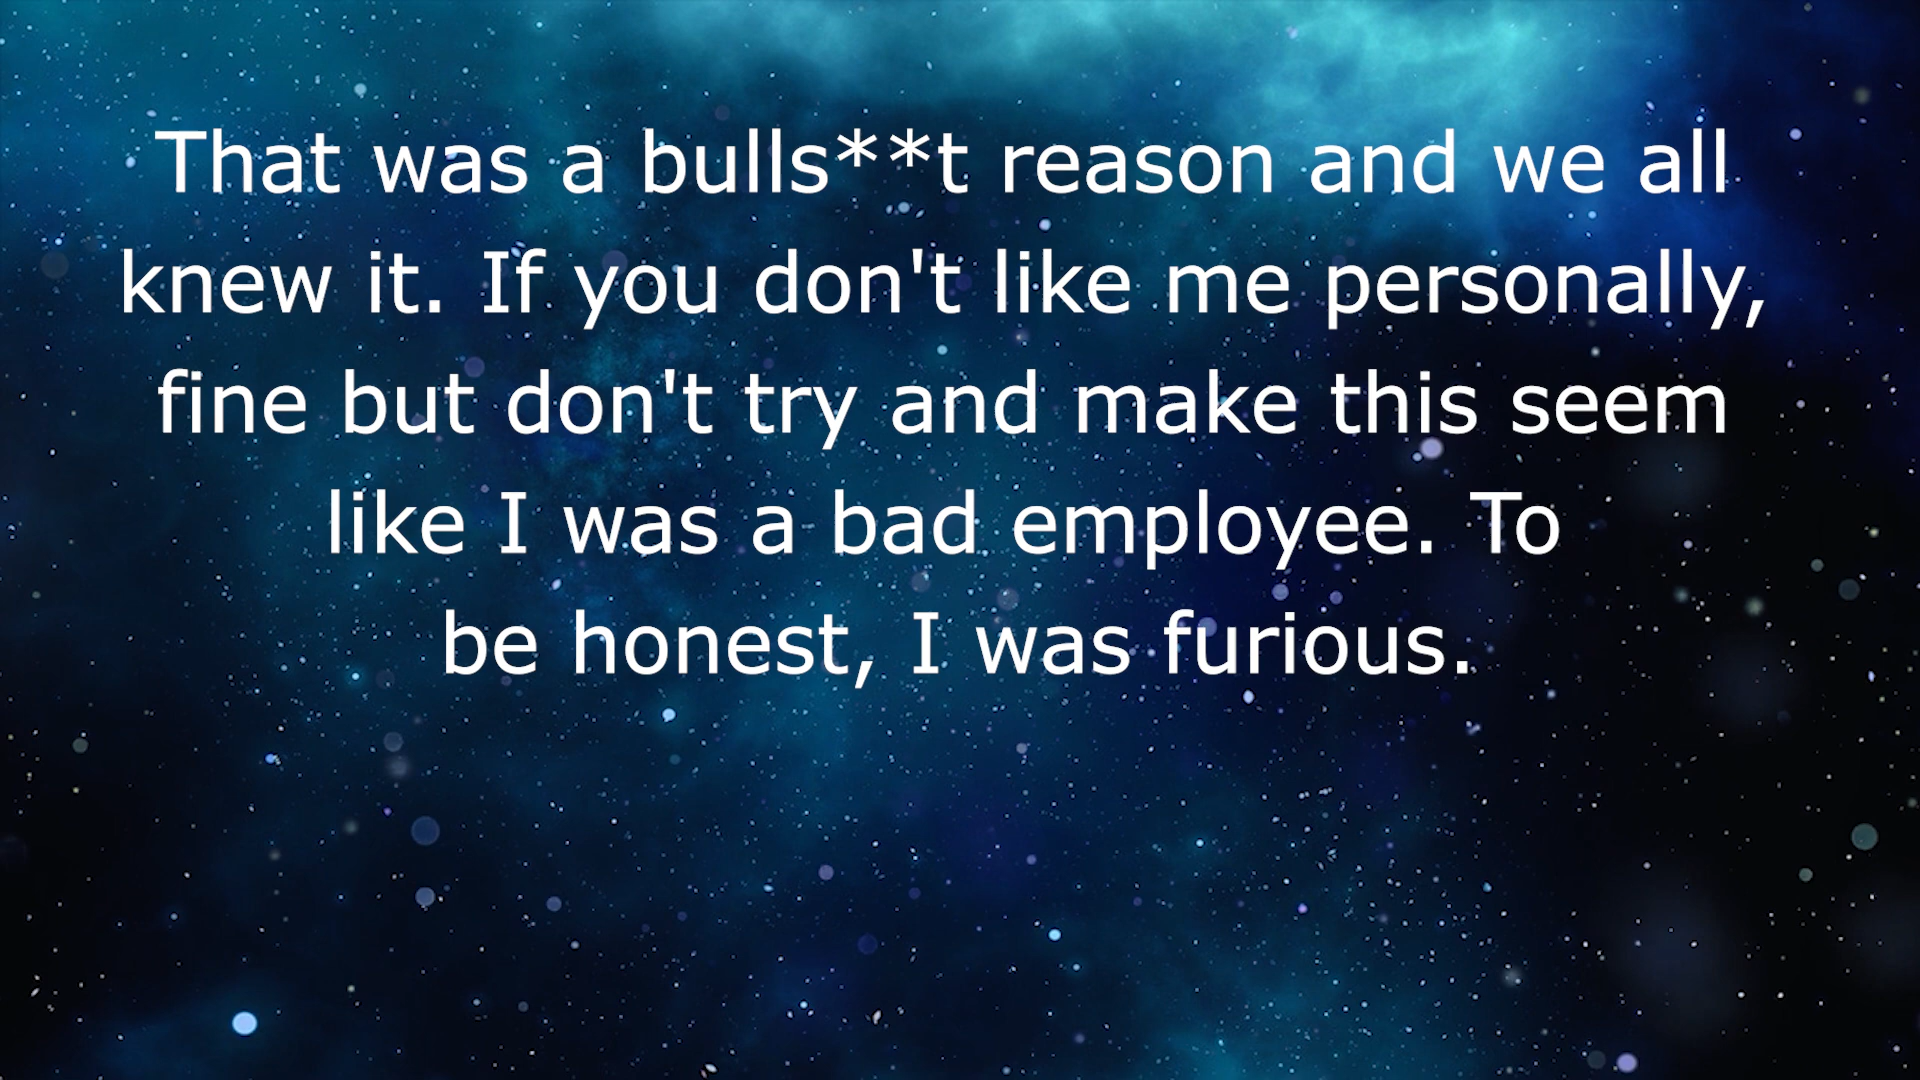 That was a bulls**t reason and we all
knew it. If you don't like me personally,
fine but don't try and make this seem
like I was a bad employee. To
be honest, I was furious.